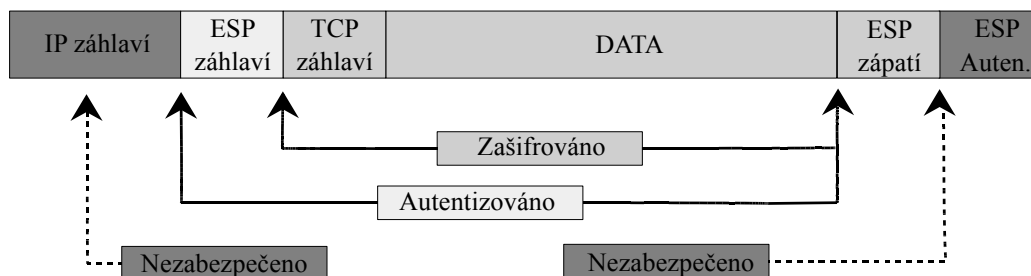 IP záhlaví
ESP
záhlaví
TCP
záhlaví
DATA
ESP
zápatí
ESP
Auten.
Zašifrováno
Autentizováno
Nezabezpečeno
Nezabezpečeno